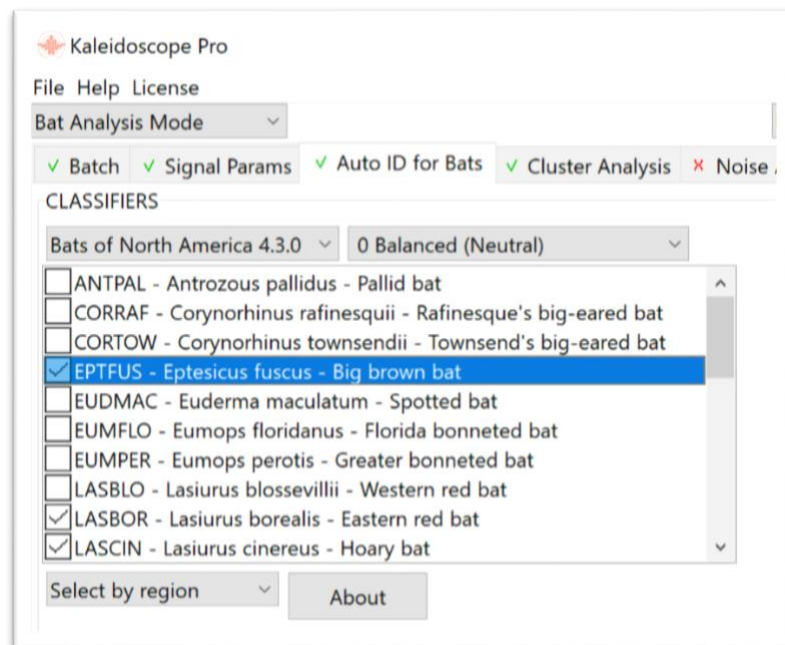 Kaleidoscope Pro
File Help License
Bat Analysis Mode
Batch Signal Params Auto ID for Bats Cluster Analysis Noise
CLASSIFIERS
Bats of North America 4.3.0 0 Balanced (Neutral)
ANTPAL - Antrozous pallidus - Pallid bat
CORRAF - Corynorhinus rafinesquii - Rafinesque's big-eared bat
CORTOW - Corynorhinus townsendii - Townsend's big-eared bat
EPTFUS - Eptesicus fuscus - Big brown bat
EUDMAC - Euderma maculatum - Spotted bat
EUMFLO - Eumops floridanus - Florida bonneted bat
EUMPER - Eumops perotis - Greater bonneted bat
LASBLO - Lasiurus blossevillii - Western red bat
LASBOR - Lasiurus borealis - Eastern red bat
LASCIN - Lasiurus cinereus - Hoary bat
Select by region About